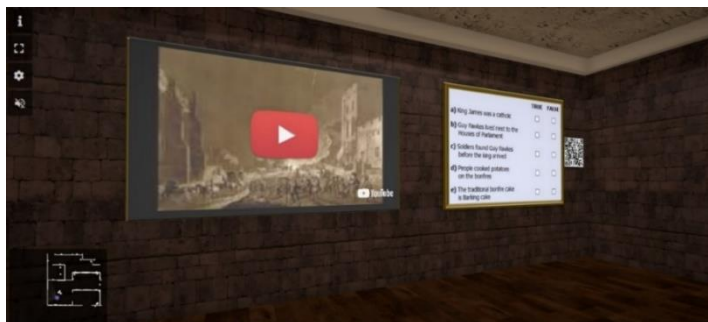 YouTube
TRUE FALSE
a) King James was a catholic
b) Guy Fawkes lived next to the
Houses of Parliament
c) Soldiers found Guy Fawkes
before the king arrived
d) People cooked potatoes
on the bonfires
e) The traditional bonfire cake
is
cake